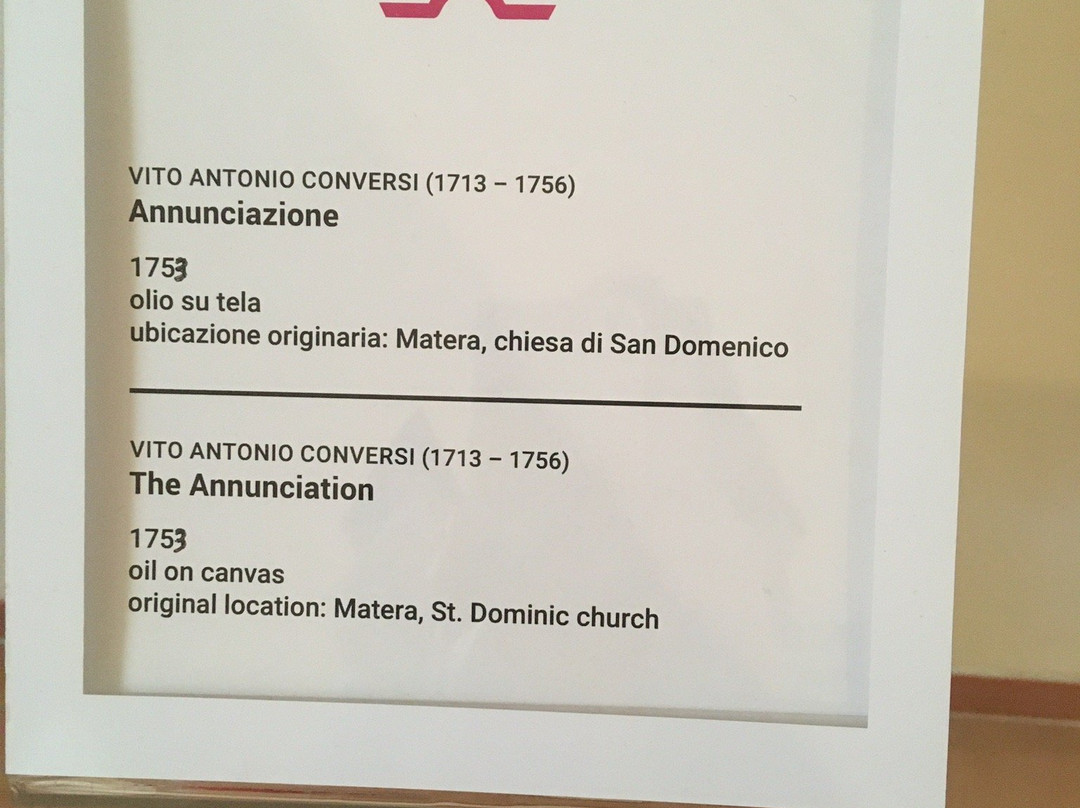 VITO ANTONIO CONVERSI (1713 – 1756)
Annunciazione
1753
olio su tela
ubicazione originaria: Matera, chiesa di San Domenico
VITO ANTONIO CONVERSI (1713 – 1756)
The Annunciation
1753
oil on canvas
original location: Matera, St. Dominic church